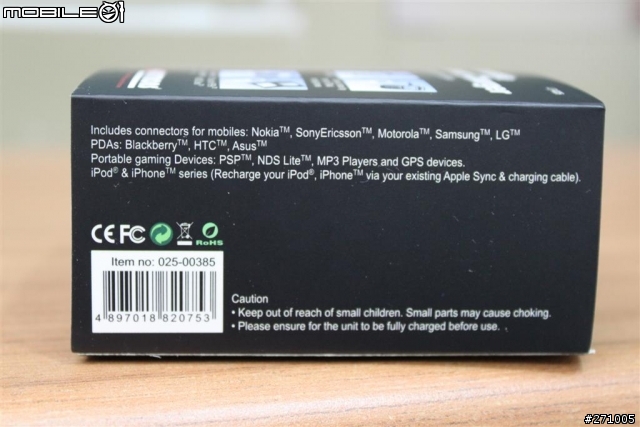 MOBILE01
Includes connectors for mobiles: Nokia™, SonyEricsson™, Motorola™, Samsung™, LG™
PDAs: Blackberry™, HTC™, Asus™
Portable gaming Devices: PSP™, NDS Lite™, MP3 Players and GPS devices.
iPod® & iPhone™ series (Recharge your iPod®, iPhone™ via your existing Apple Sync & charging cable).
CE FC RoHS
Item no: 025-00385
4 897018 820753
Caution
• Keep out of reach of small children. Small parts may cause choking.
• Please ensure for the unit to be fully charged before use.
#271005